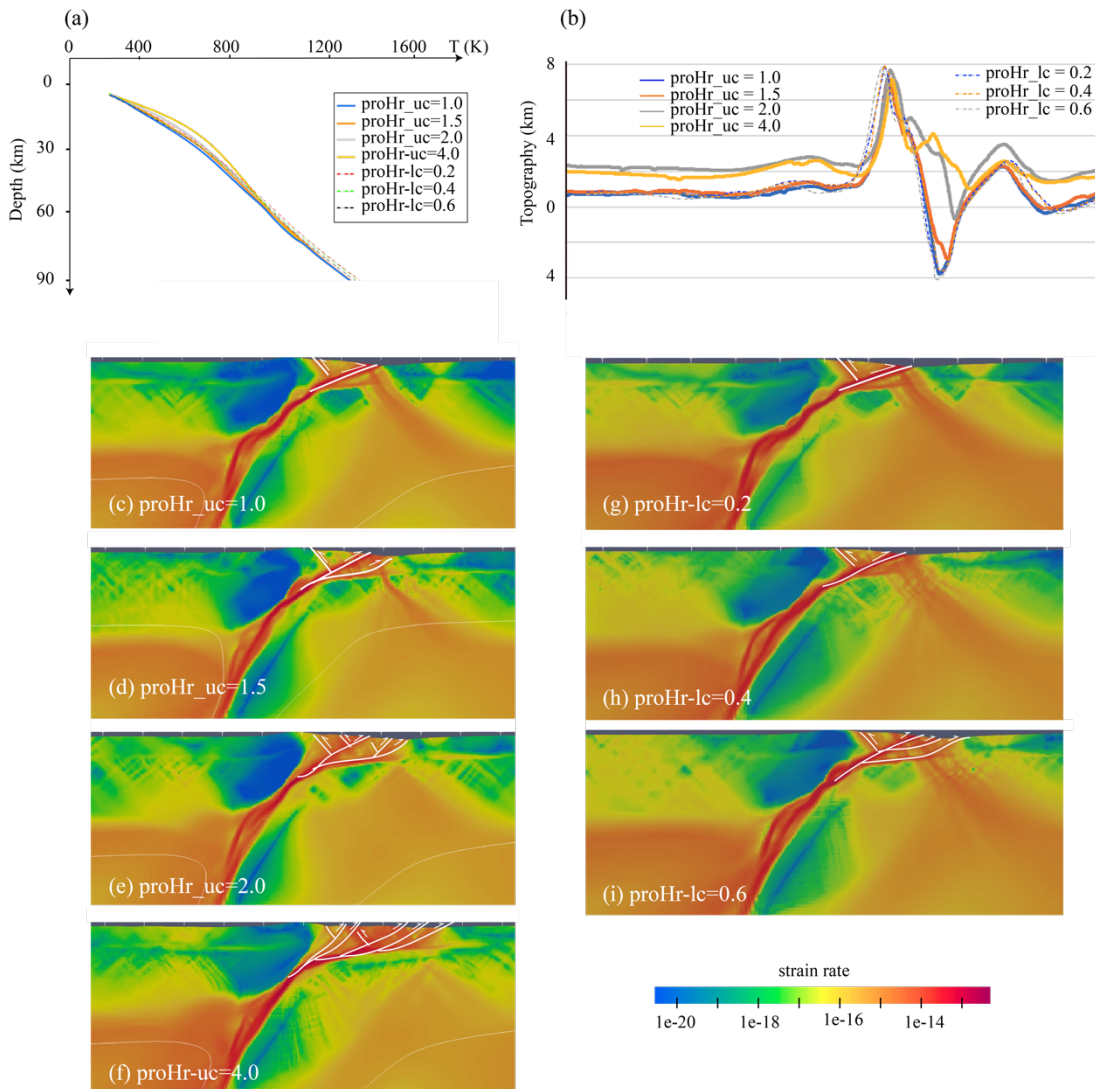 (a)
0 400 800 1200 1600 T (K)
0
30
60
90
Depth (km)
proHr_uc=1.0
proHr_uc=1.5
proHr_uc=2.0
proHr-uc=4.0
proHr-lc=0.2
proHr-lc=0.4
proHr-lc=0.6
(b)
8
4
0
4
Topography (km)
proHr_uc = 1.0
proHr_uc = 1.5
proHr_uc = 2.0
proHr_uc = 4.0
proHr_lc = 0.2
proHr_lc = 0.4
proHr_lc = 0.6
(c) proHr_uc=1.0
(d) proHr_uc=1.5
(e) proHr_uc=2.0
(f) proHr-uc=4.0
(g) proHr-lc=0.2
(h) proHr-lc=0.4
(i) proHr-lc=0.6
strain rate
1e-20 1e-18 1e-16 1e-14